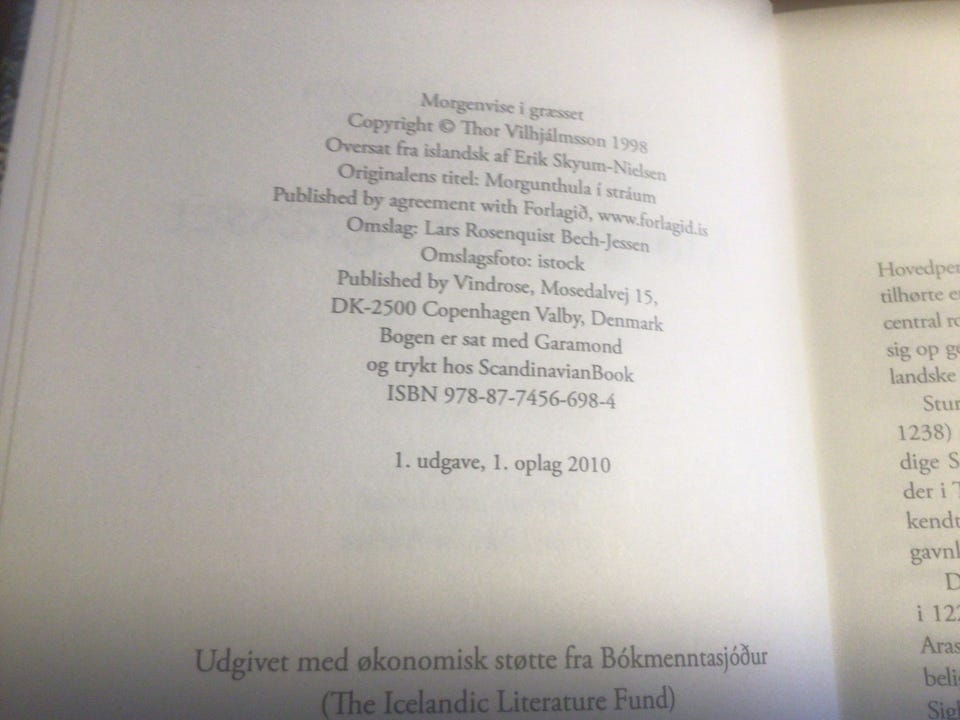 Morgenvise i græsset
Copyright © Thor Vilhjálmsson 1998
Oversat fra islandsk af Erik Skyum-Nielsen
Originalens titel: Morgunthula í stráum
Published by agreement with Forlagið, www.forlagid.is
Omslag: Lars Rosenquist Bech-Jessen
Omslagsfoto: istock
Published by Vindrose, Mosedalvej 15,
DK-2500 Copenhagen Valby, Denmark
Bogen er sat med Garamond
og trykt hos ScandinavianBook
ISBN 978-87-7456-698-4
1. udgave, 1. oplag 2010
Udgivet med økonomisk støtte fra Bókmenntasjóður
(The Icelandic Literature Fund)
Hovedper
tilhørte e
central ro
sig op ge
landske
Stur
1238)
dige S
der i T
kendt
gavnl
D
i 122
Aras
beli
Sigh